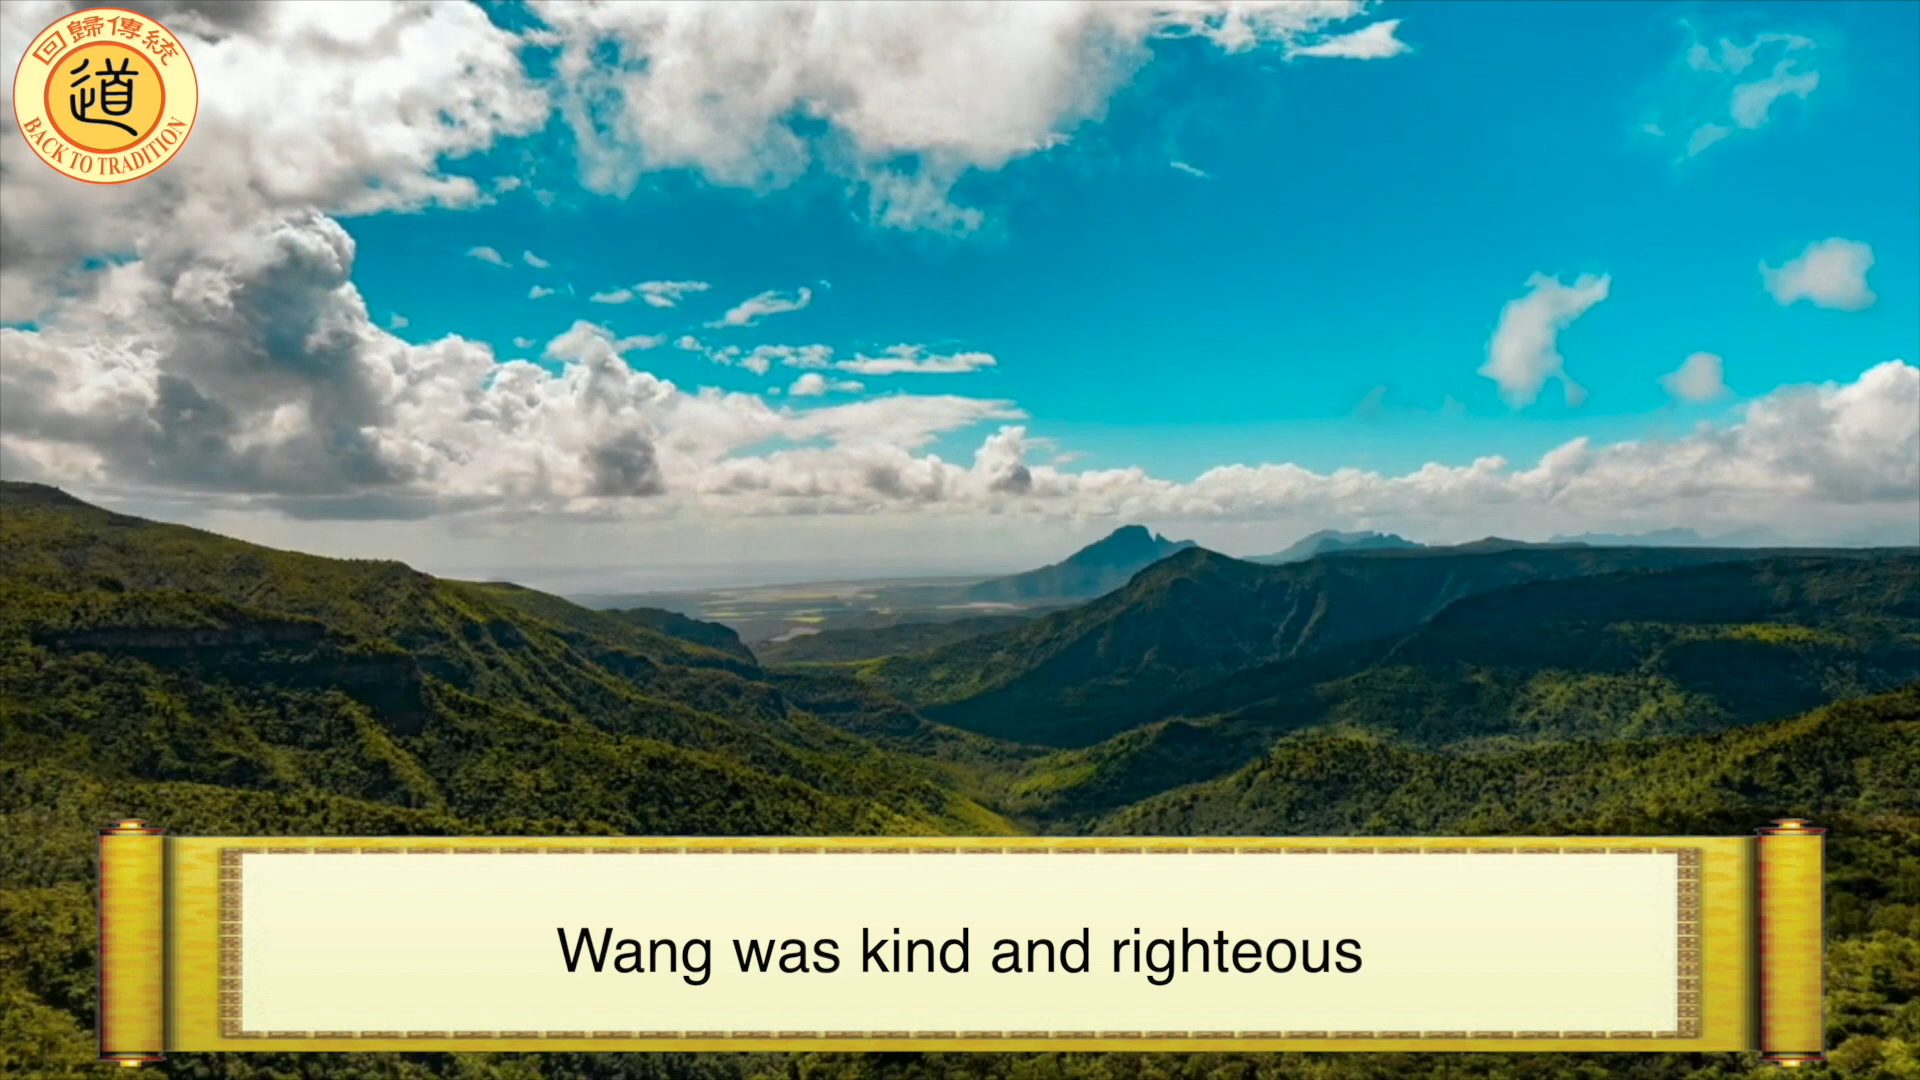 回歸傳統
道
BACK TO TRADITION
Wang was kind and righteous